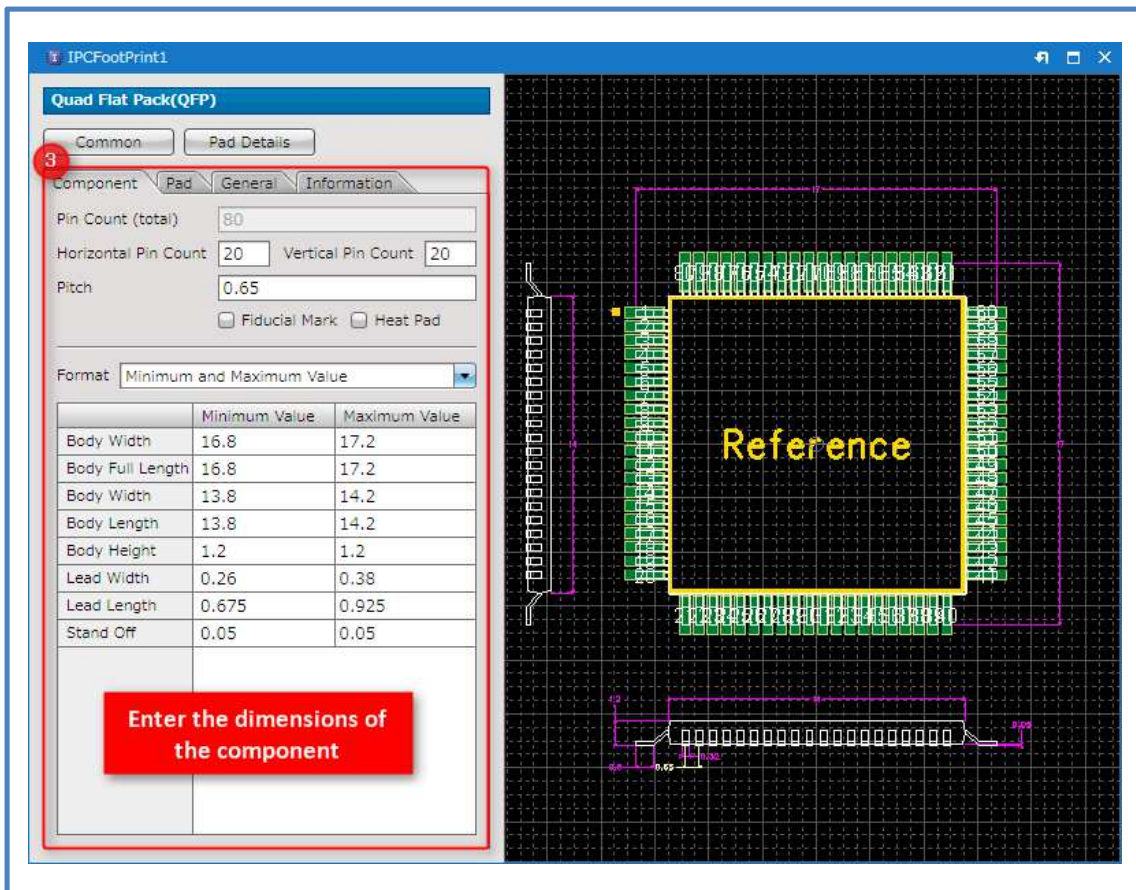 IPCFootPrint1
Quad Flat Pack(QFP)
Common Pad Details
3
Component Pad General Information
Pin Count (total) 80
Horizontal Pin Count 20 Vertical Pin Count 20
Pitch 0.65
Fiducial Mark Heat Pad
Format Minimum and Maximum Value
Minimum Value Maximum Value
Body Width 16.8 17.2
Body Full Length 16.8 17.2
Body Width 13.8 14.2
Body Length 13.8 14.2
Body Height 1.2 1.2
Lead Width 0.26 0.38
Lead Length 0.675 0.925
Stand Off 0.05 0.05
Enter the dimensions of
the component
17
Reference
0.65